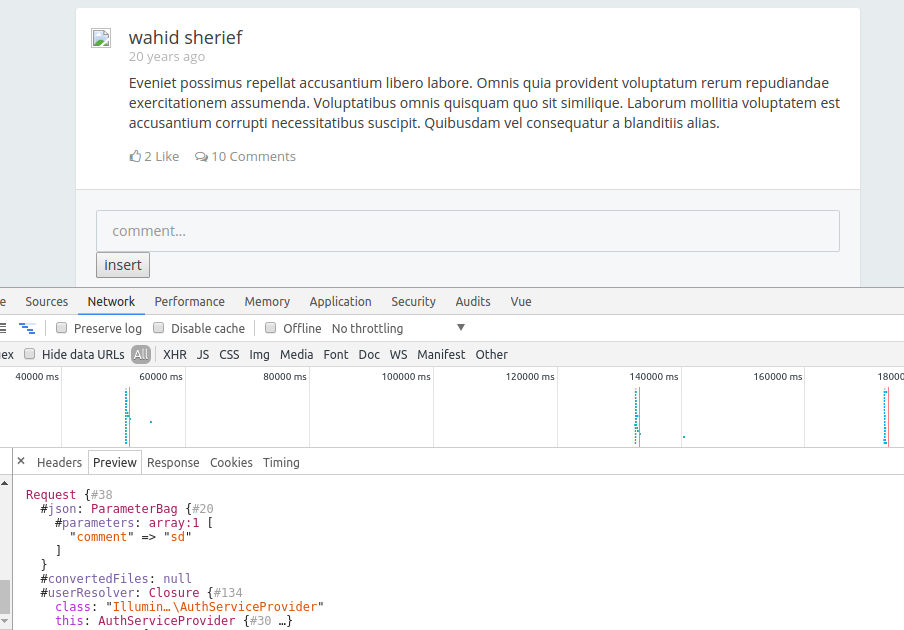 wahid sherief
20 years ago
Eveniet possimus repellat accusantium libero labore. Omnis quia provident voluptatum rerum repudiandae
exercitationem assumenda. Voluptatibus omnis quisquam quo sit similique. Laborum mollitia voluptatem est
accusantium corrupti necessitatibus suscipit. Quibusdam vel consequatur a blanditiis alias.
2 Like 10 Comments
comment...
insert
e Sources Network Performance Memory Application Security Audits Vue
Preserve log Disable cache Offline No throttling ▼
ex Hide data URLs All XHR JS CSS Img Media Font Doc WS Manifest Other
40000 ms 60000 ms 80000 ms 100000 ms 120000 ms 140000 ms 160000 ms 18000
× Headers Preview Response Cookies Timing
Request {#38
#json: ParameterBag {#20
#parameters: array:1 [
"comment" => "sd"
]
}
#convertedFiles: null
#userResolver: Closure {#134
class: "Illumin…\AuthServiceProvider"
this: AuthServiceProvider {#30 …}